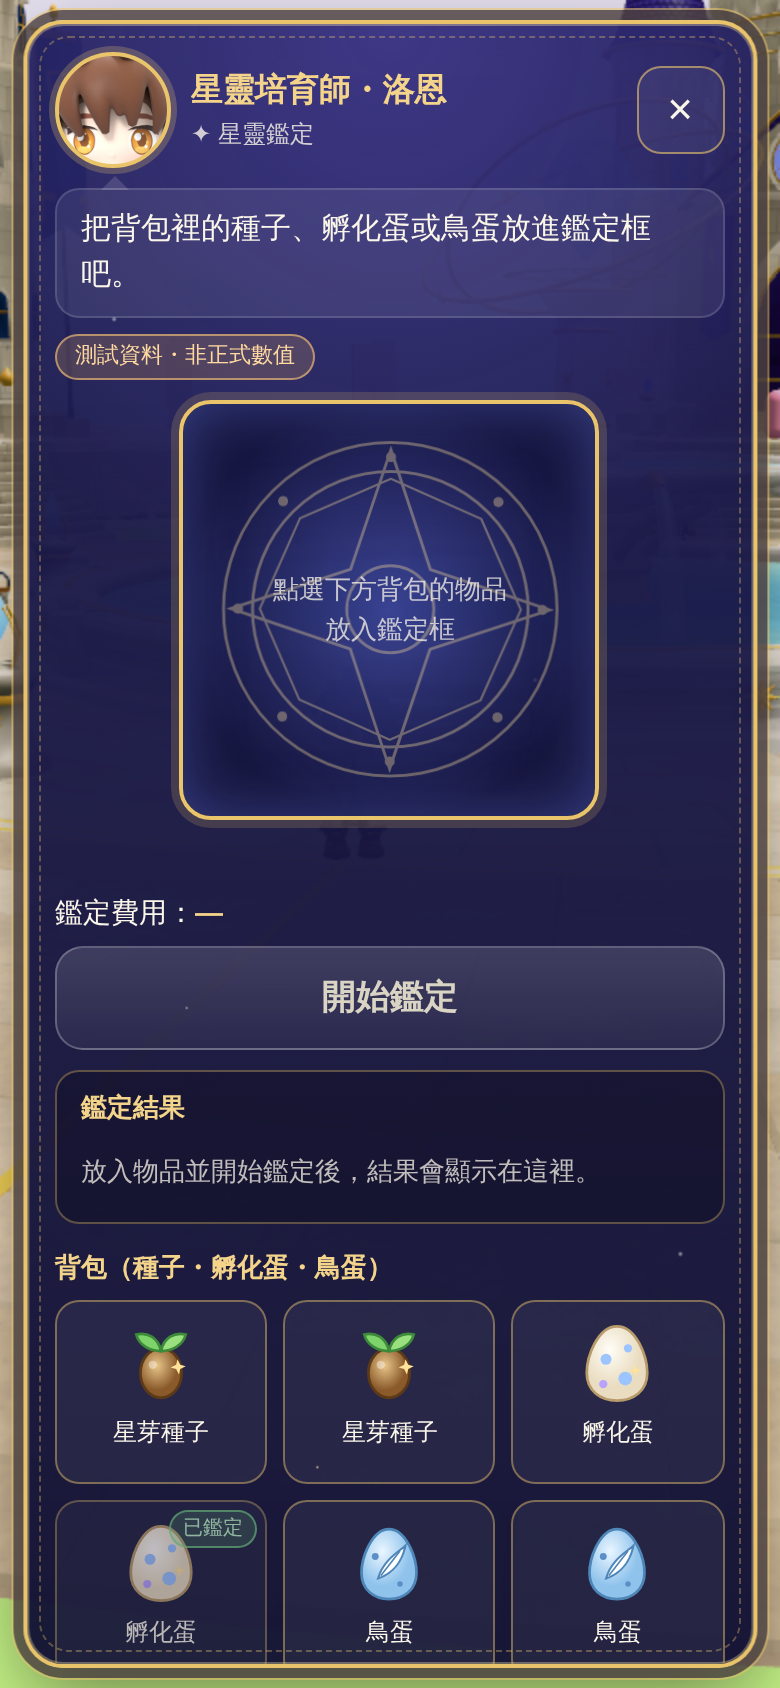 星靈培育師・洛恩
✦ 星靈鑑定
×
把背包裡的種子、孵化蛋或鳥蛋放進鑑定框
吧。
測試資料・非正式數值
點選下方背包的物品
放入鑑定框
鑑定費用：—
開始鑑定
鑑定結果
放入物品並開始鑑定後，結果會顯示在這裡。
背包（種子・孵化蛋・鳥蛋）
星芽種子
星芽種子
孵化蛋
已鑑定
孵化蛋
鳥蛋
鳥蛋